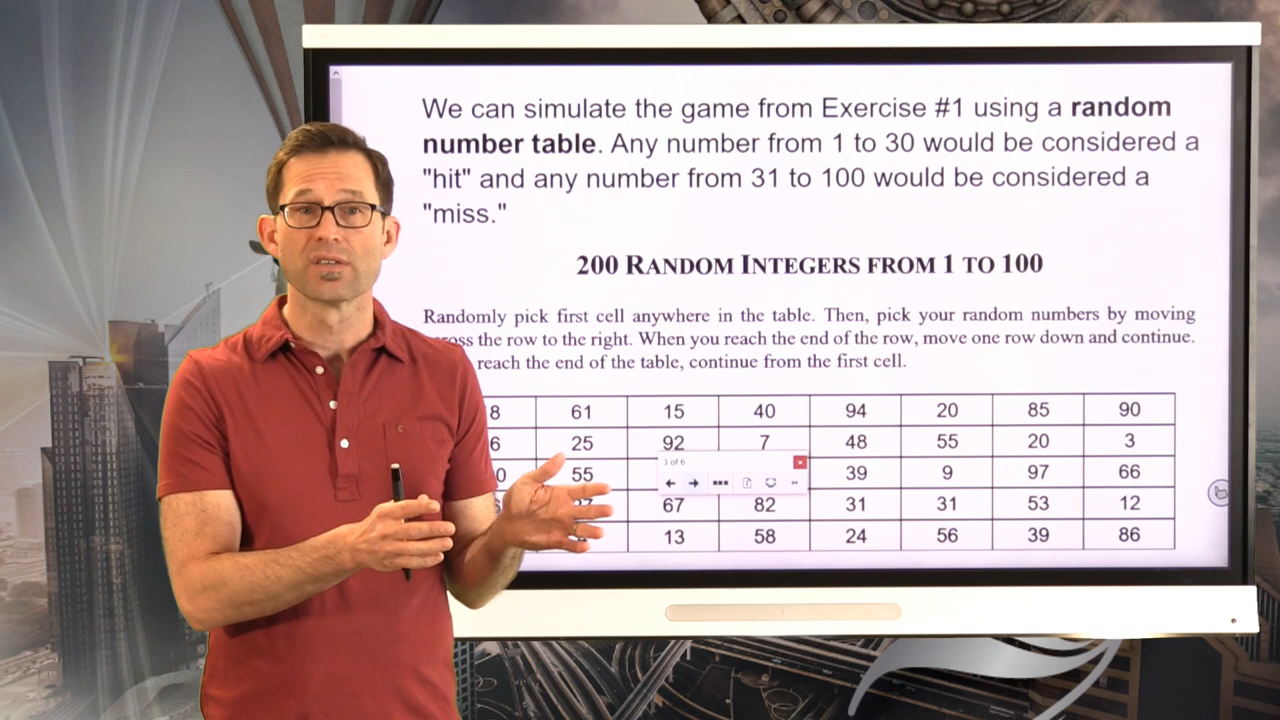 We can simulate the game from Exercise #1 using a random
number table. Any number from 1 to 30 would be considered a
"hit" and any number from 31 to 100 would be considered a
"miss."
200 RANDOM INTEGERS FROM 1 TO 100
Randomly pick first cell anywhere in the table. Then, pick your random numbers by moving
the row to the right. When you reach the end of the row, move one row down and continue.
reach the end of the table, continue from the first cell.
8 61 15 40 94 20 85 90
6 25 92 7 48 55 20 3
0 55 39 9 97 66
3 of 6
67 82 31 31 53 12
13 58 24 56 39 86